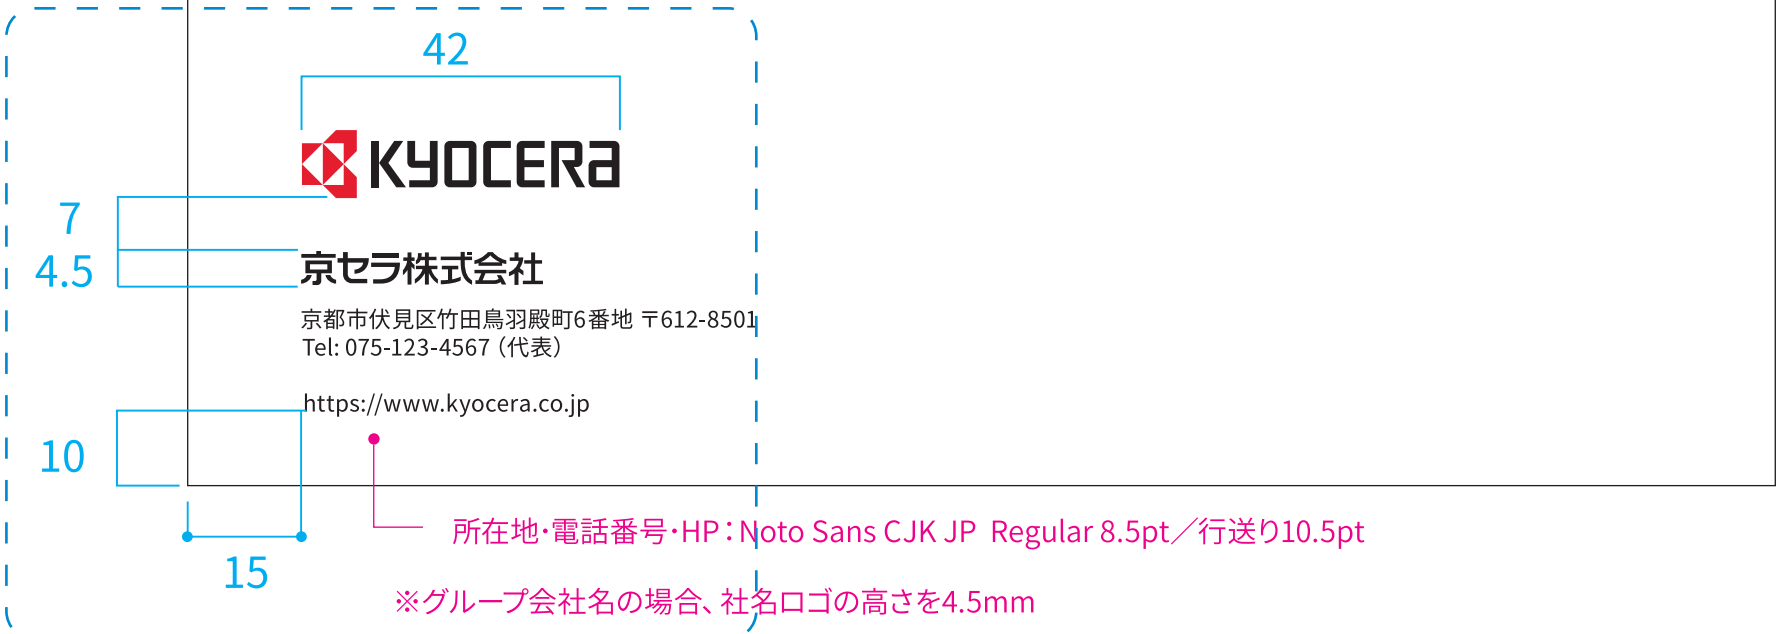 42
KYOCERA
7
4.5
京セラ株式会社
京都市伏見区竹田鳥羽殿町6番地 〒612-8501
Tel: 075-123-4567（代表）
https://www.kyocera.co.jp
10
15
所在地・電話番号・HP：Noto Sans CJK JP Regular 8.5pt／行送り10.5pt
※グループ会社名の場合、社名ロゴの高さを4.5mm